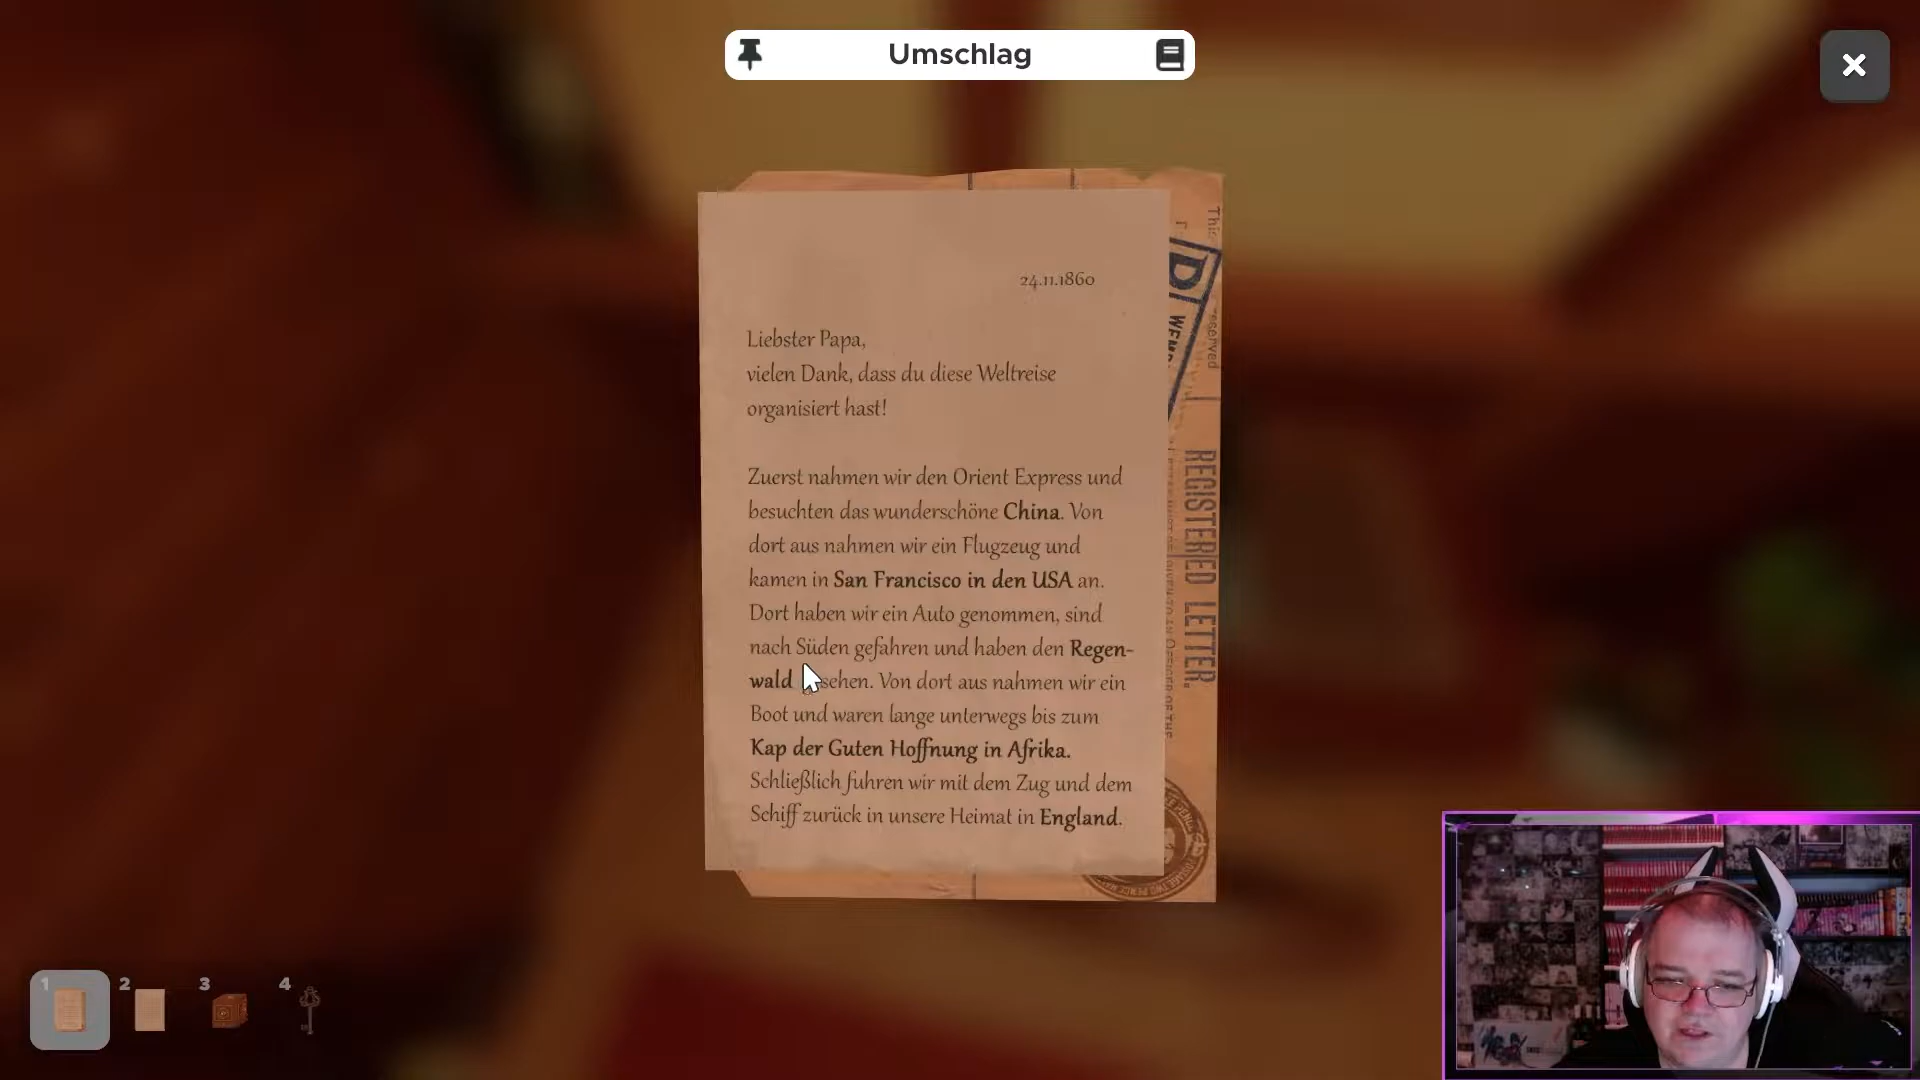 Umschlag
24.11.1860
Liebster Papa,
vielen Dank, dass du diese Weltreise
organisiert hast!
Zuerst nahmen wir den Orient Express und
besuchten das wunderschöne China. Von
dort aus nahmen wir ein Flugzeug und
kamen in San Francisco in den USA an.
Dort haben wir ein Auto genommen, sind
nach Süden gefahren und haben den Regen-
wald gesehen. Von dort aus nahmen wir ein
Boot und waren lange unterwegs bis zum
Kap der Guten Hoffnung in Afrika.
Schließlich fuhren wir mit dem Zug und dem
Schiff zurück in unsere Heimat in England.
REGISTERED LETTER.
1
2
3
4